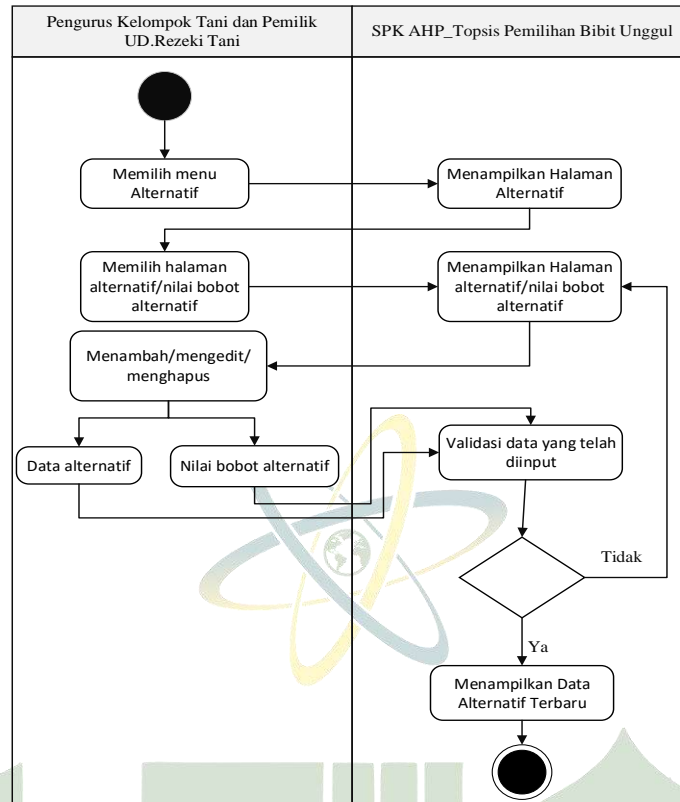 Pengurus Kelompok Tani dan Pemilik
UD.Rezeki Tani
SPK AHP_Topsis Pemilihan Bibit Unggul
Memilih menu
Alternatif
Menampilkan Halaman
Alternatif
Memilih halaman
alternatif/nilai bobot
alternatif
Menampilkan Halaman
alternatif/nilai bobot
alternatif
Menambah/mengedit/
menghapus
Data alternatif
Nilai bobot alternatif
Validasi data yang telah
diinput
Tidak
Ya
Menampilkan Data
Alternatif Terbaru